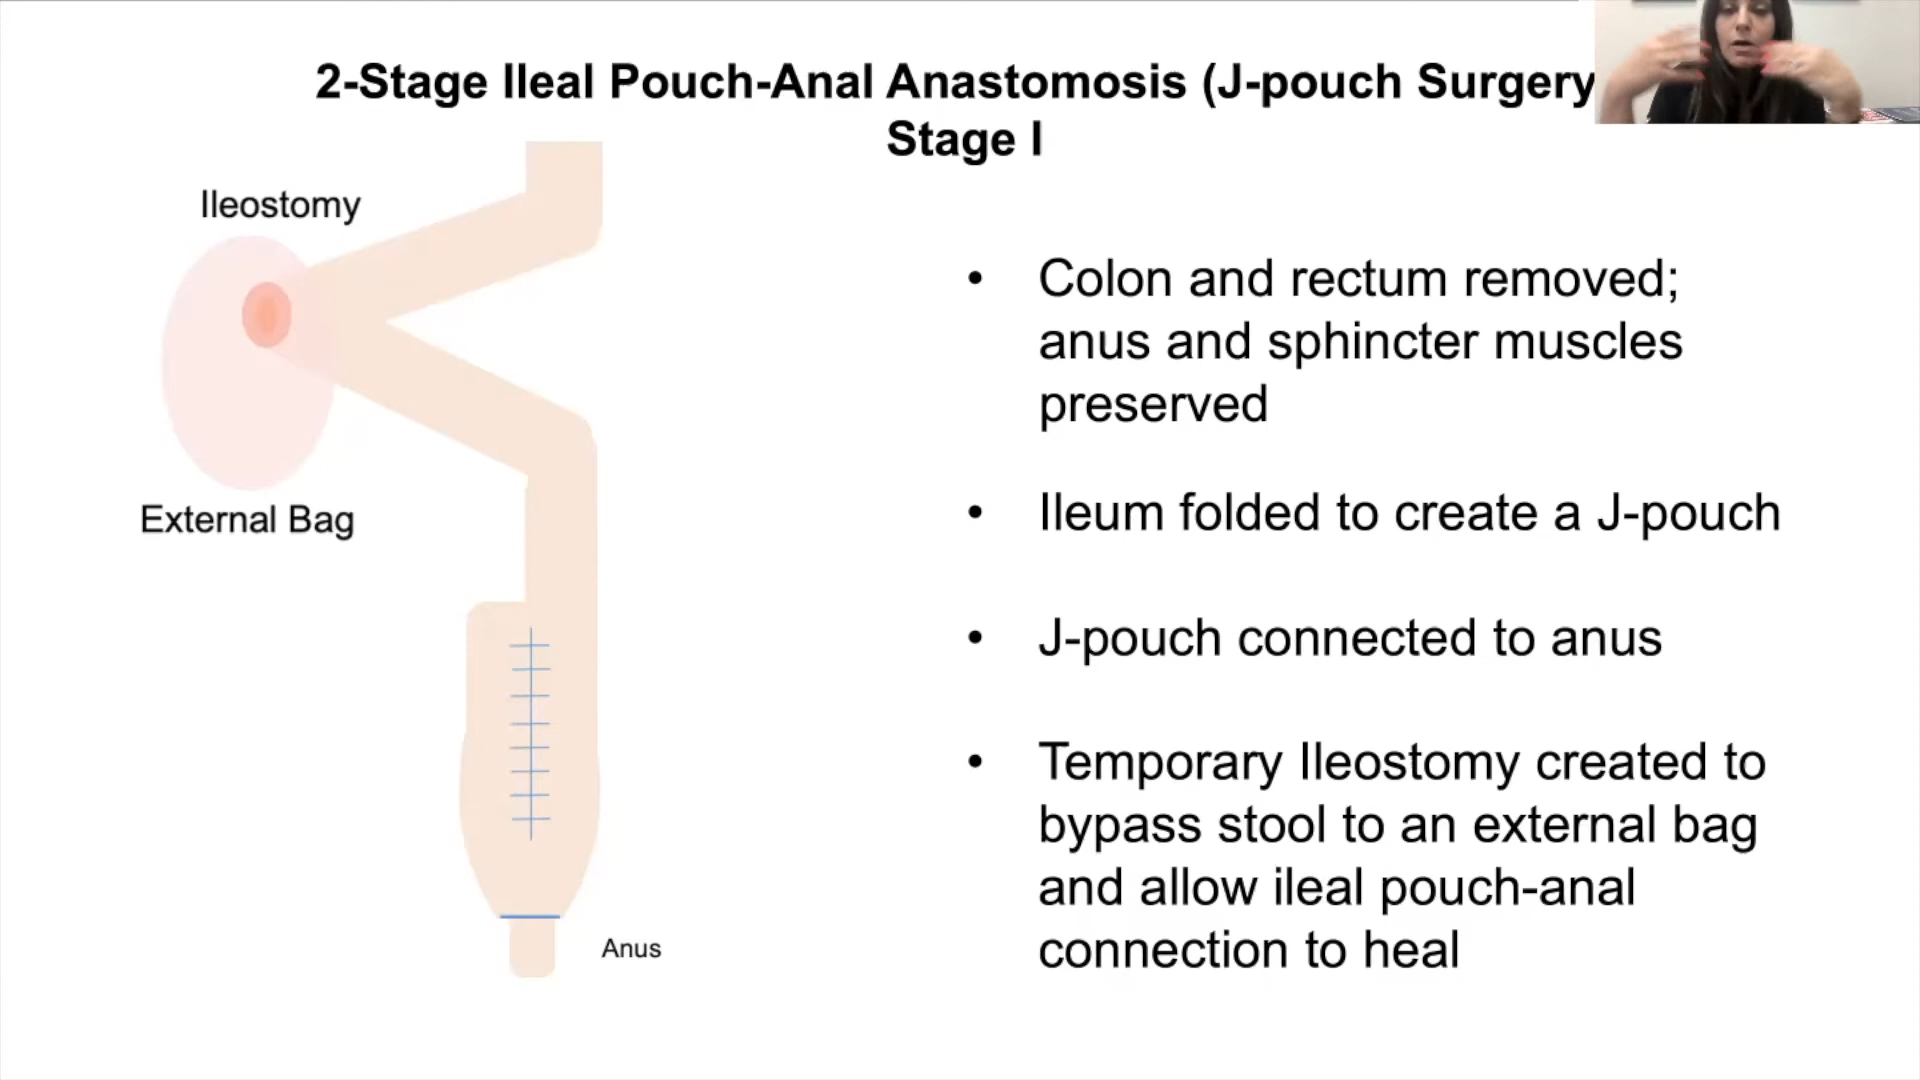 2-Stage Ileal Pouch-Anal Anastomosis (J-pouch Surgery
Stage I
Ileostomy
External Bag
Anus
• Colon and rectum removed;
anus and sphincter muscles
preserved
• Ileum folded to create a J-pouch
• J-pouch connected to anus
• Temporary Ileostomy created to
bypass stool to an external bag
and allow ileal pouch-anal
connection to heal